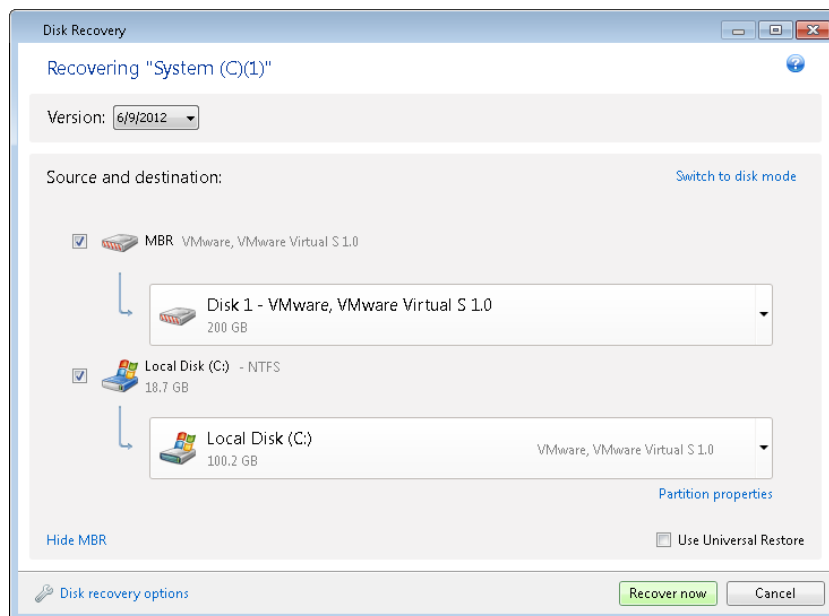 Disk Recovery
Recovering "System (C)(1)"
Version: 6/9/2012
Source and destination:
Switch to disk mode
MBR VMware, VMware Virtual S 1.0
Disk 1 - VMware, VMware Virtual S 1.0
200 GB
Local Disk (C:) - NTFS
18.7 GB
Local Disk (C:)
100.2 GB
VMware, VMware Virtual S 1.0
Partition properties
Hide MBR
Use Universal Restore
Disk recovery options
Recover now
Cancel